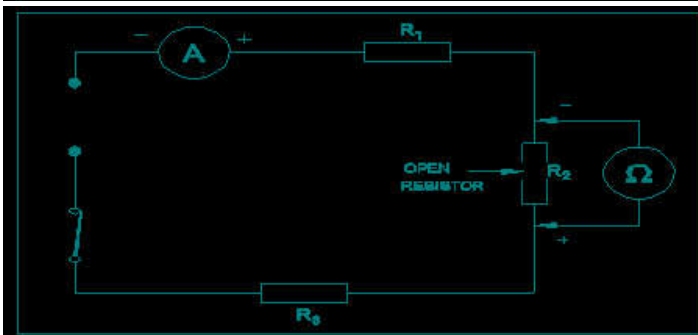 − A +
R1
−
OPEN
RESISTOR
R2
Ω
+
R3